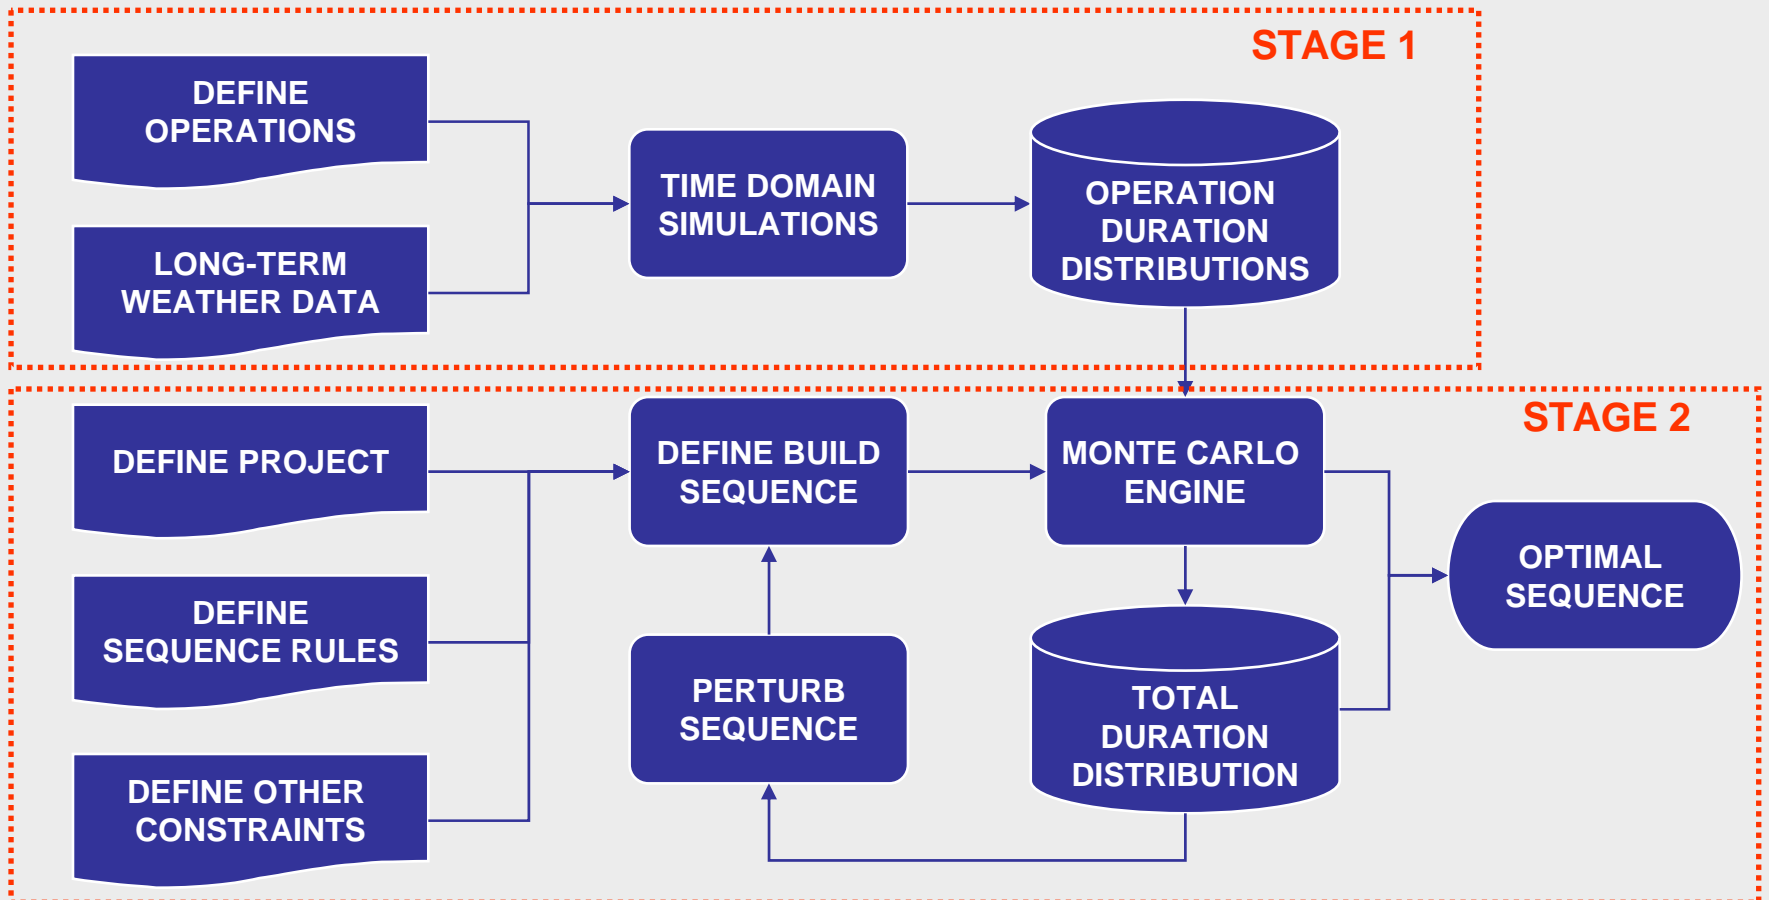 STAGE 1
DEFINE
OPERATIONS
LONG-TERM
WEATHER DATA
TIME DOMAIN
SIMULATIONS
OPERATION
DURATION
DISTRIBUTIONS
STAGE 2
DEFINE PROJECT
DEFINE
SEQUENCE RULES
DEFINE OTHER
CONSTRAINTS
DEFINE BUILD
SEQUENCE
PERTURB
SEQUENCE
MONTE CARLO
ENGINE
TOTAL
DURATION
DISTRIBUTION
OPTIMAL
SEQUENCE